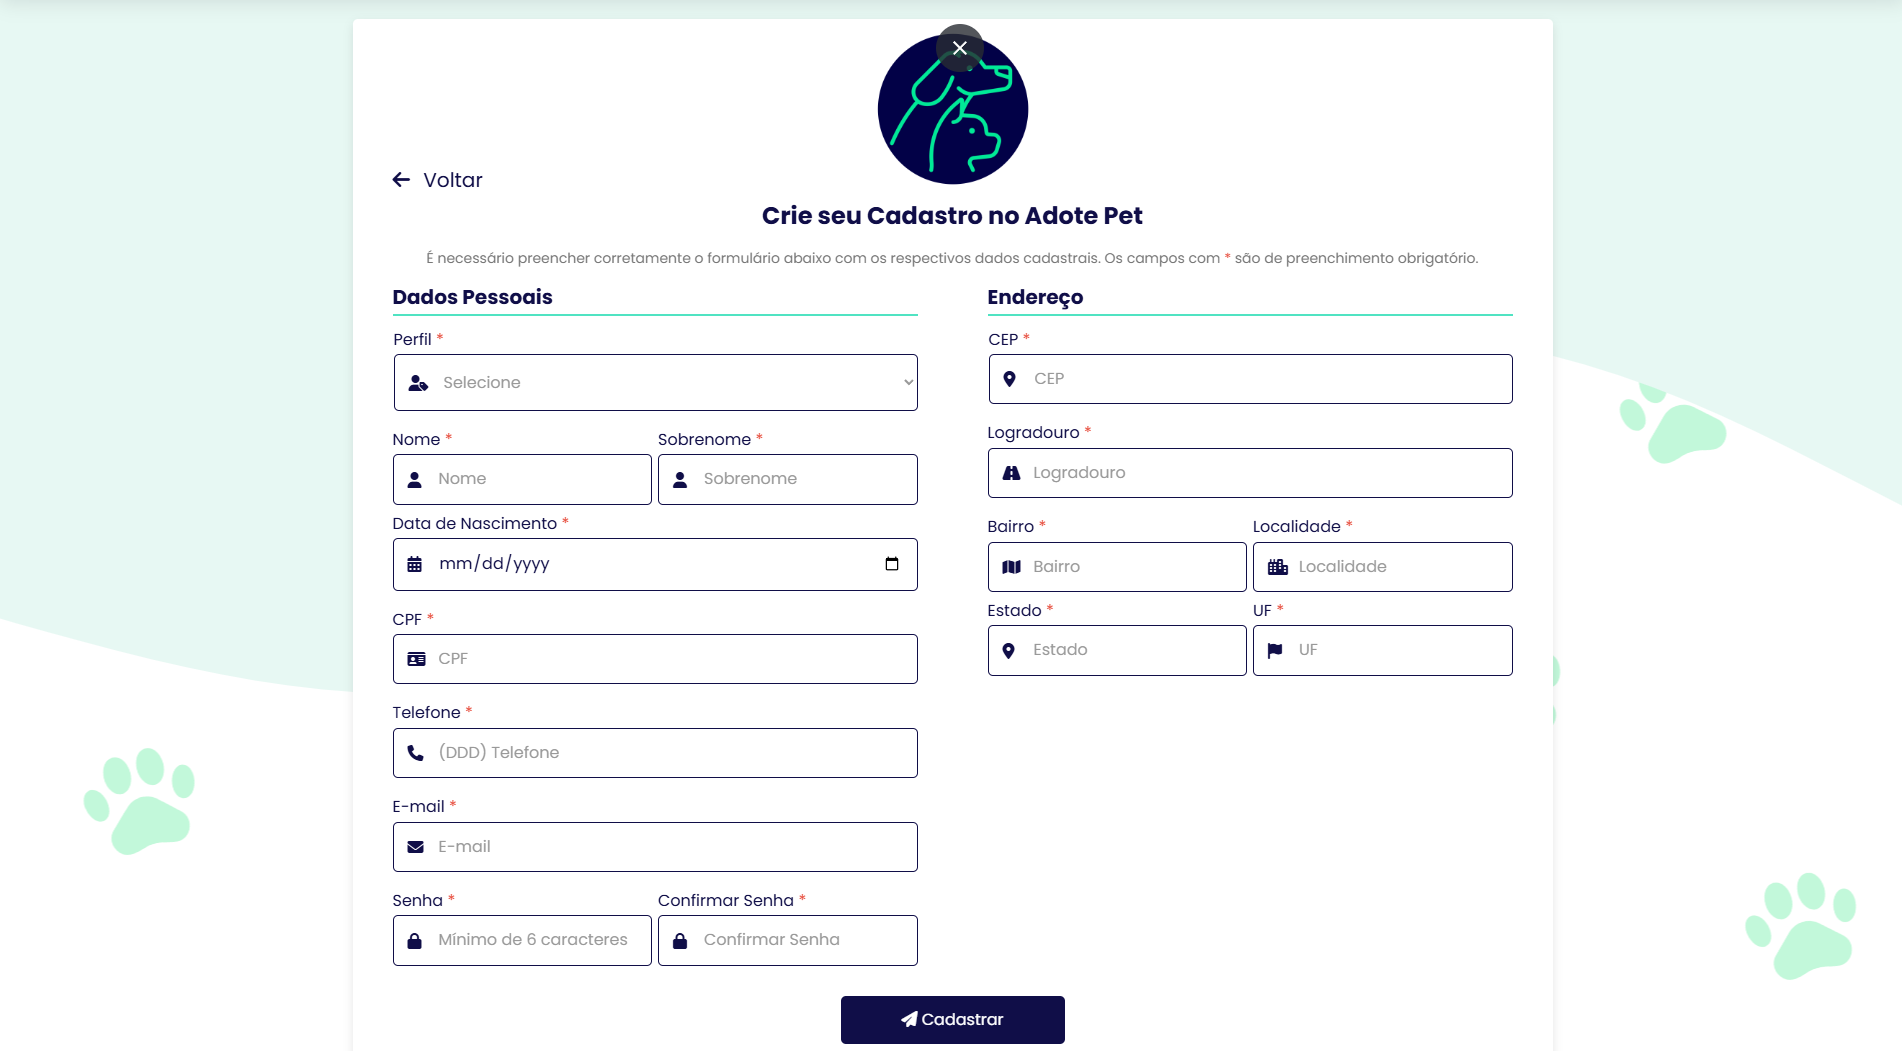 Voltar
Crie seu Cadastro no Adote Pet
É necessário preencher corretamente o formulário abaixo com os respectivos dados cadastrais. Os campos com * são de preenchimento obrigatório.
Dados Pessoais
Perfil *
Selecione
Nome *
Sobrenome *
Nome
Sobrenome
Data de Nascimento *
mm/dd/yyyy
CPF *
CPF
Telefone *
(DDD) Telefone
E-mail *
E-mail
Senha *
Confirmar Senha *
Mínimo de 6 caracteres
Confirmar Senha
Endereço
CEP *
CEP
Logradouro *
Logradouro
Bairro *
Localidade *
Bairro
Localidade
Estado *
UF *
Estado
UF
Cadastrar